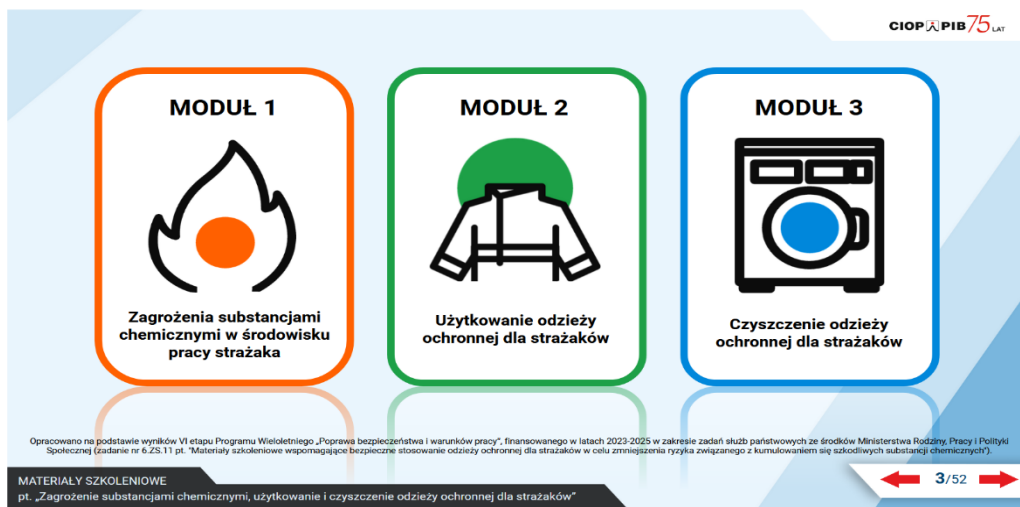 CIOP PIB 75 LAT
MODUŁ 1
Zagrożenia substancjami
chemicznymi w środowisku
pracy strażaka
MODUŁ 2
Użytkowanie odzieży
ochronnej dla strażaków
MODUŁ 3
Czyszczenie odzieży
ochronnej dla strażaków
Opracowano na podstawie wyników VI etapu Programu Wieloletniego „Poprawa bezpieczeństwa i warunków pracy”, finansowanego w latach 2023-2025 w zakresie zadań służb państwowych ze środków Ministerstwa Rodziny, Pracy i Polityki
Społecznej (zadanie nr 6.ZS.11 pt. "Materiały szkoleniowe wspomagające bezpieczne stosowanie odzieży ochronnej dla strażaków w celu zmniejszenia ryzyka związanego z kumulowaniem się szkodliwych substancji chemicznych").
MATERIAŁY SZKOLENIOWE
pt. „Zagrożenie substancjami chemicznymi, użytkowanie i czyszczenie odzieży ochronnej dla strażaków”
3/52